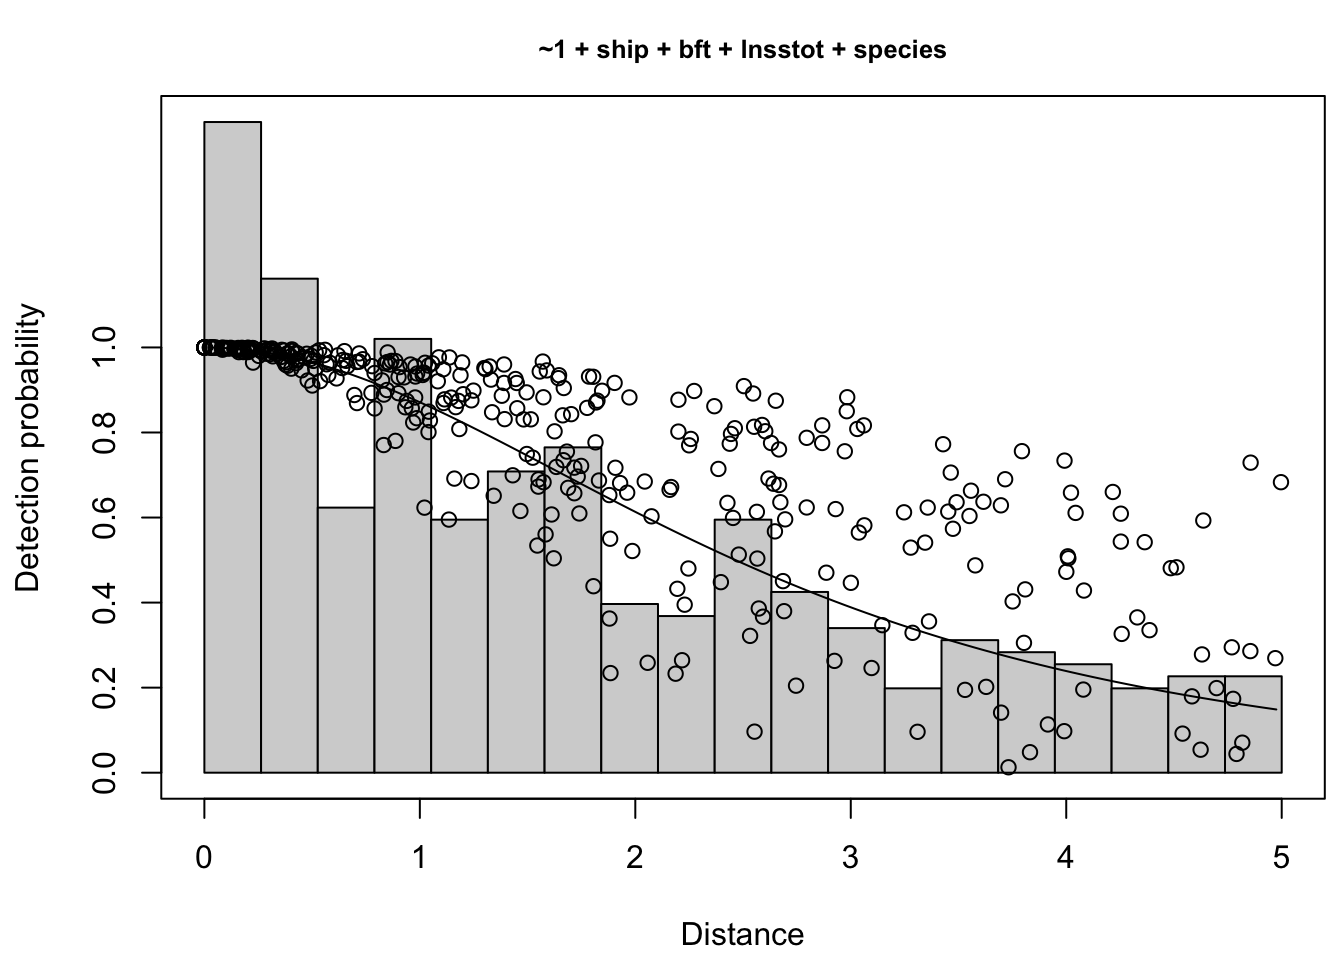 ~1 + ship + bft + lnsstot + species
Detection probability
1.0
0.8
0.6
0.4
0.2
0.0
0 1 2 3 4 5
Distance